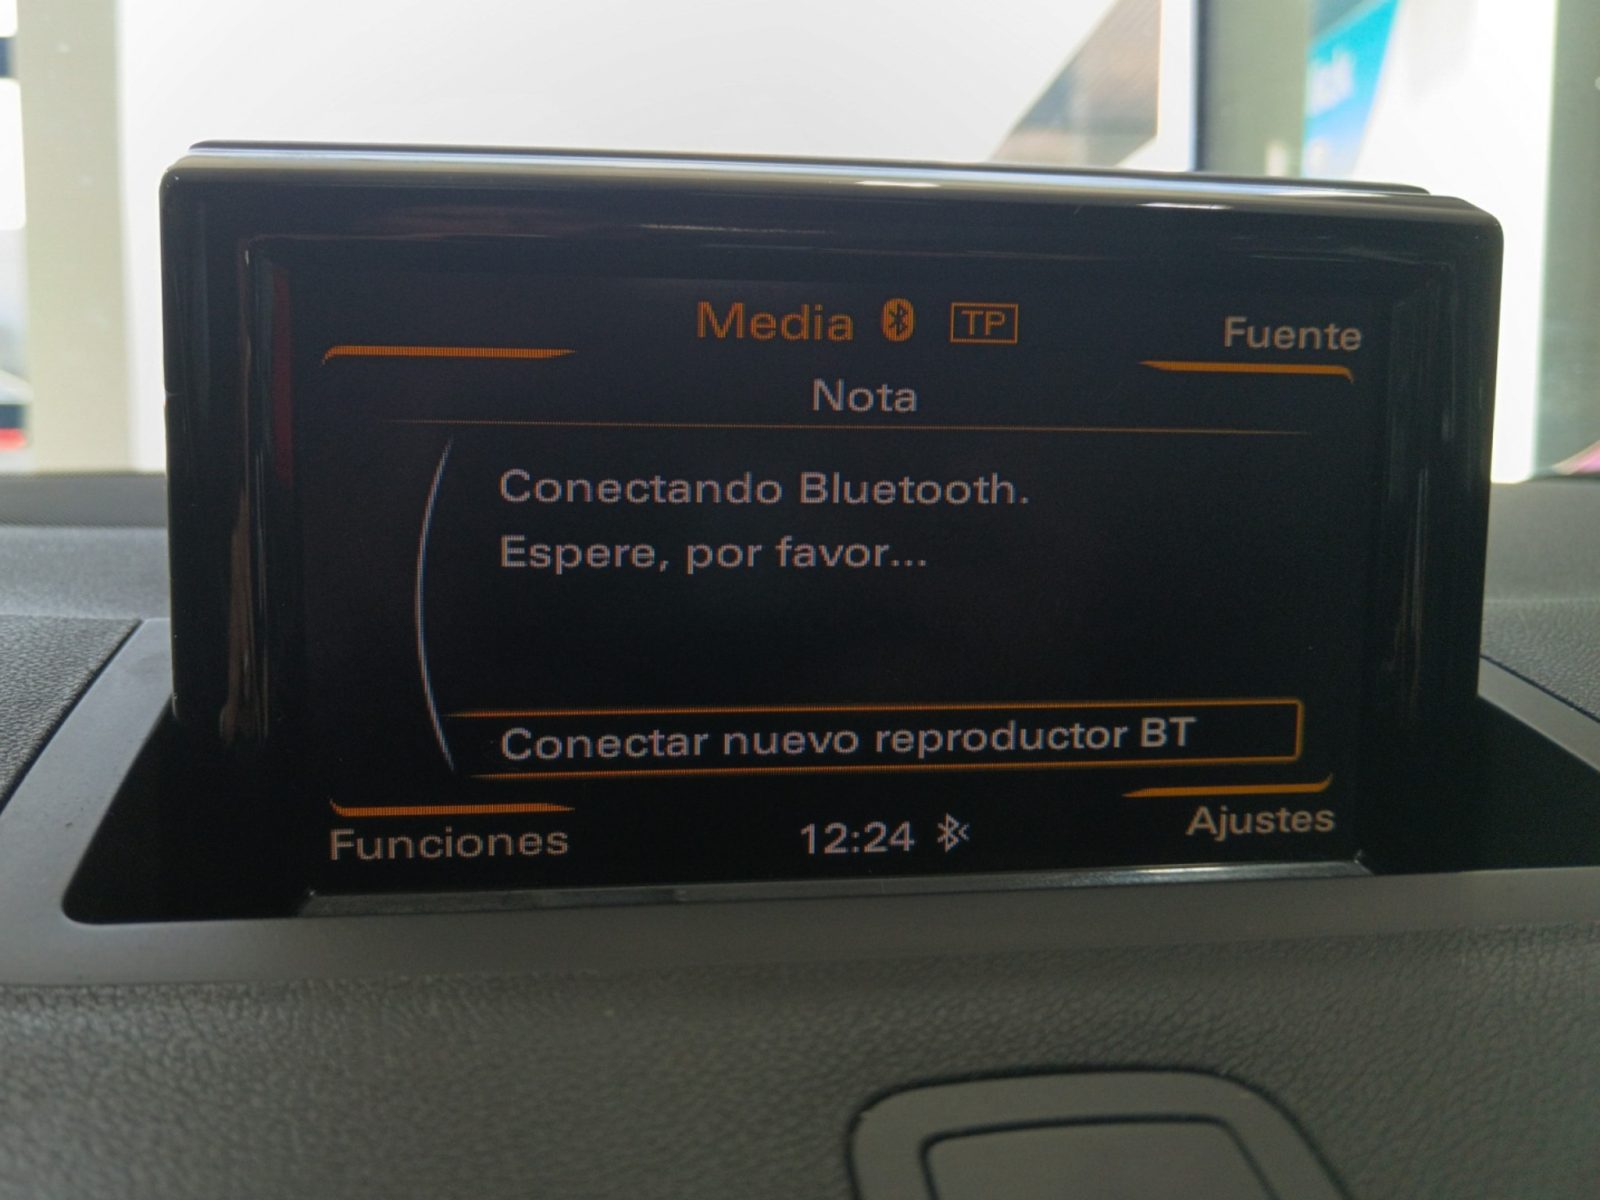 Media TP
Fuente
Nota
Conectando Bluetooth.
Espere, por favor...
Conectar nuevo reproductor BT
Funciones
12:24
Ajustes